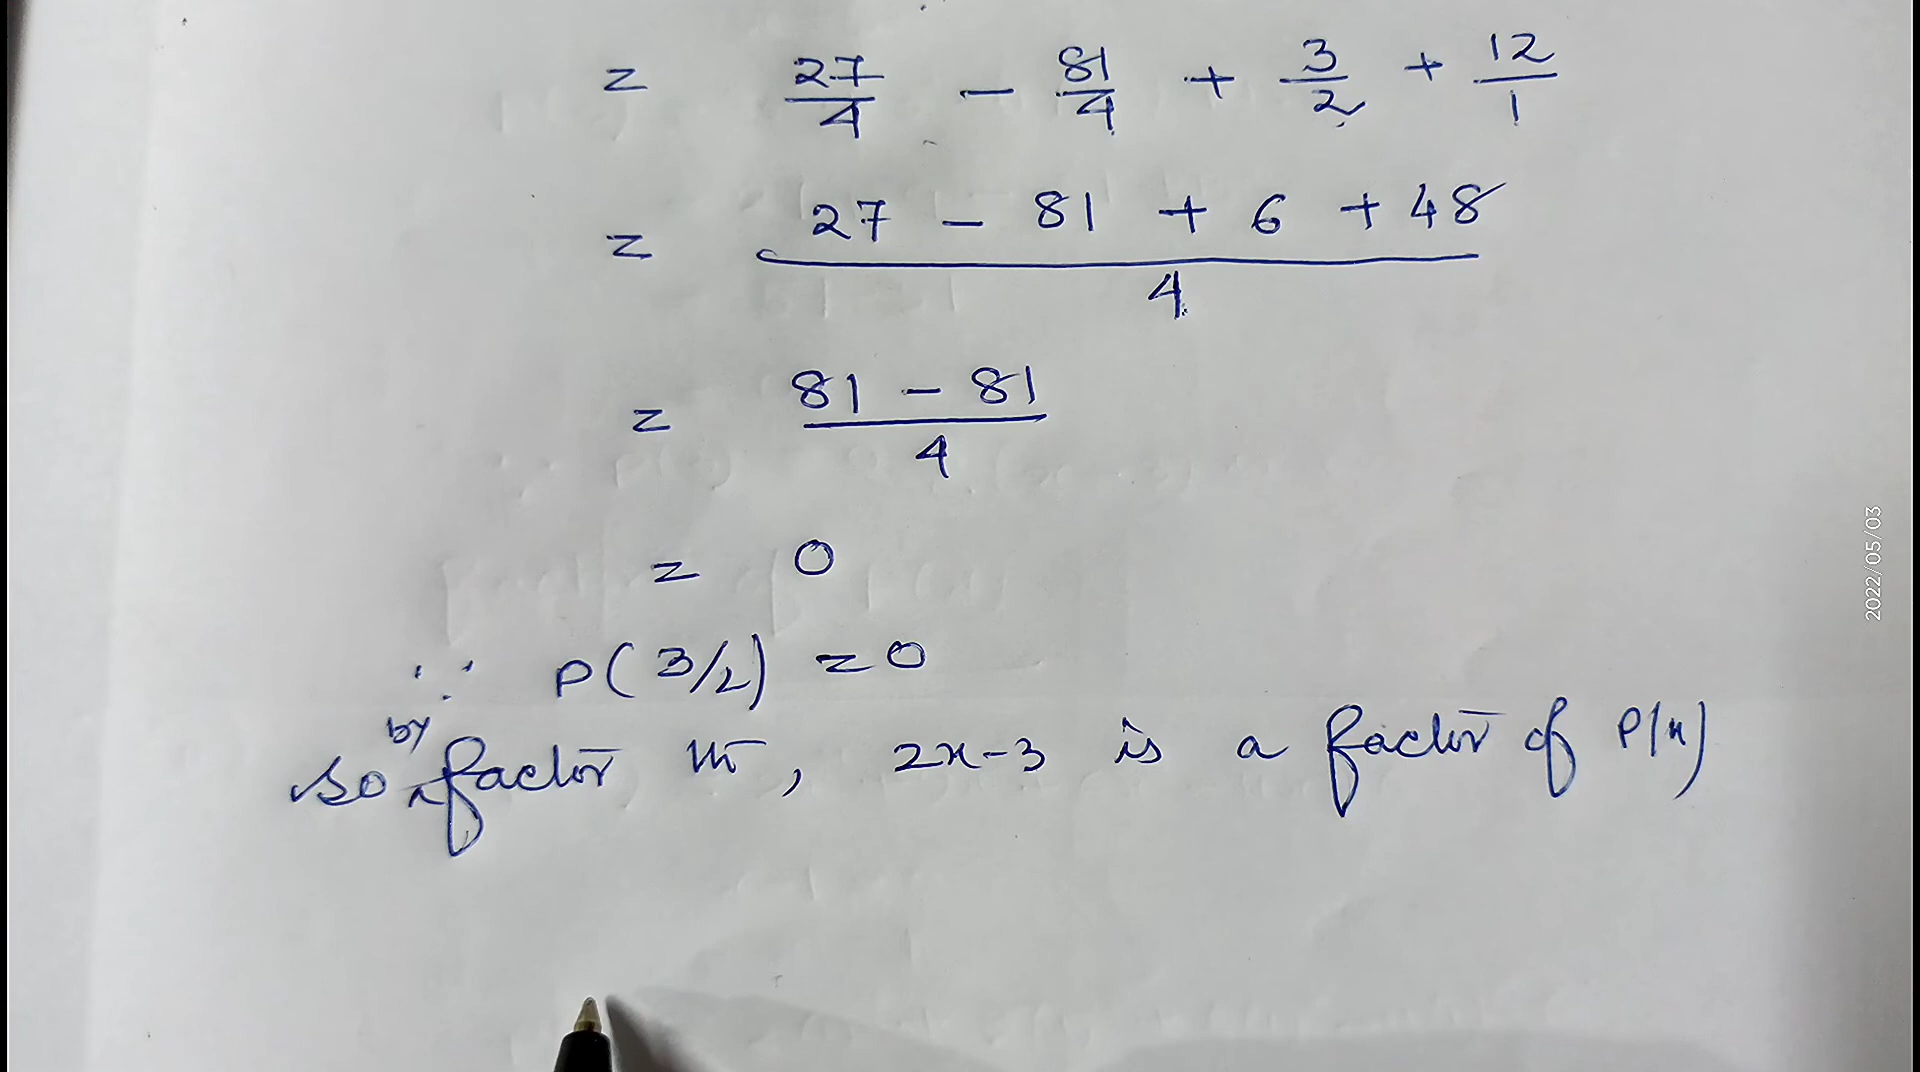 = 27/4 - 81/4 + 3/2 + 12/1
= 27 - 81 + 6 + 48 / 4
= 81 - 81 / 4
= 0
∵ P(3/2) = 0
so by factor m, 2x-3 is a factor of P(x)
2022/05/03